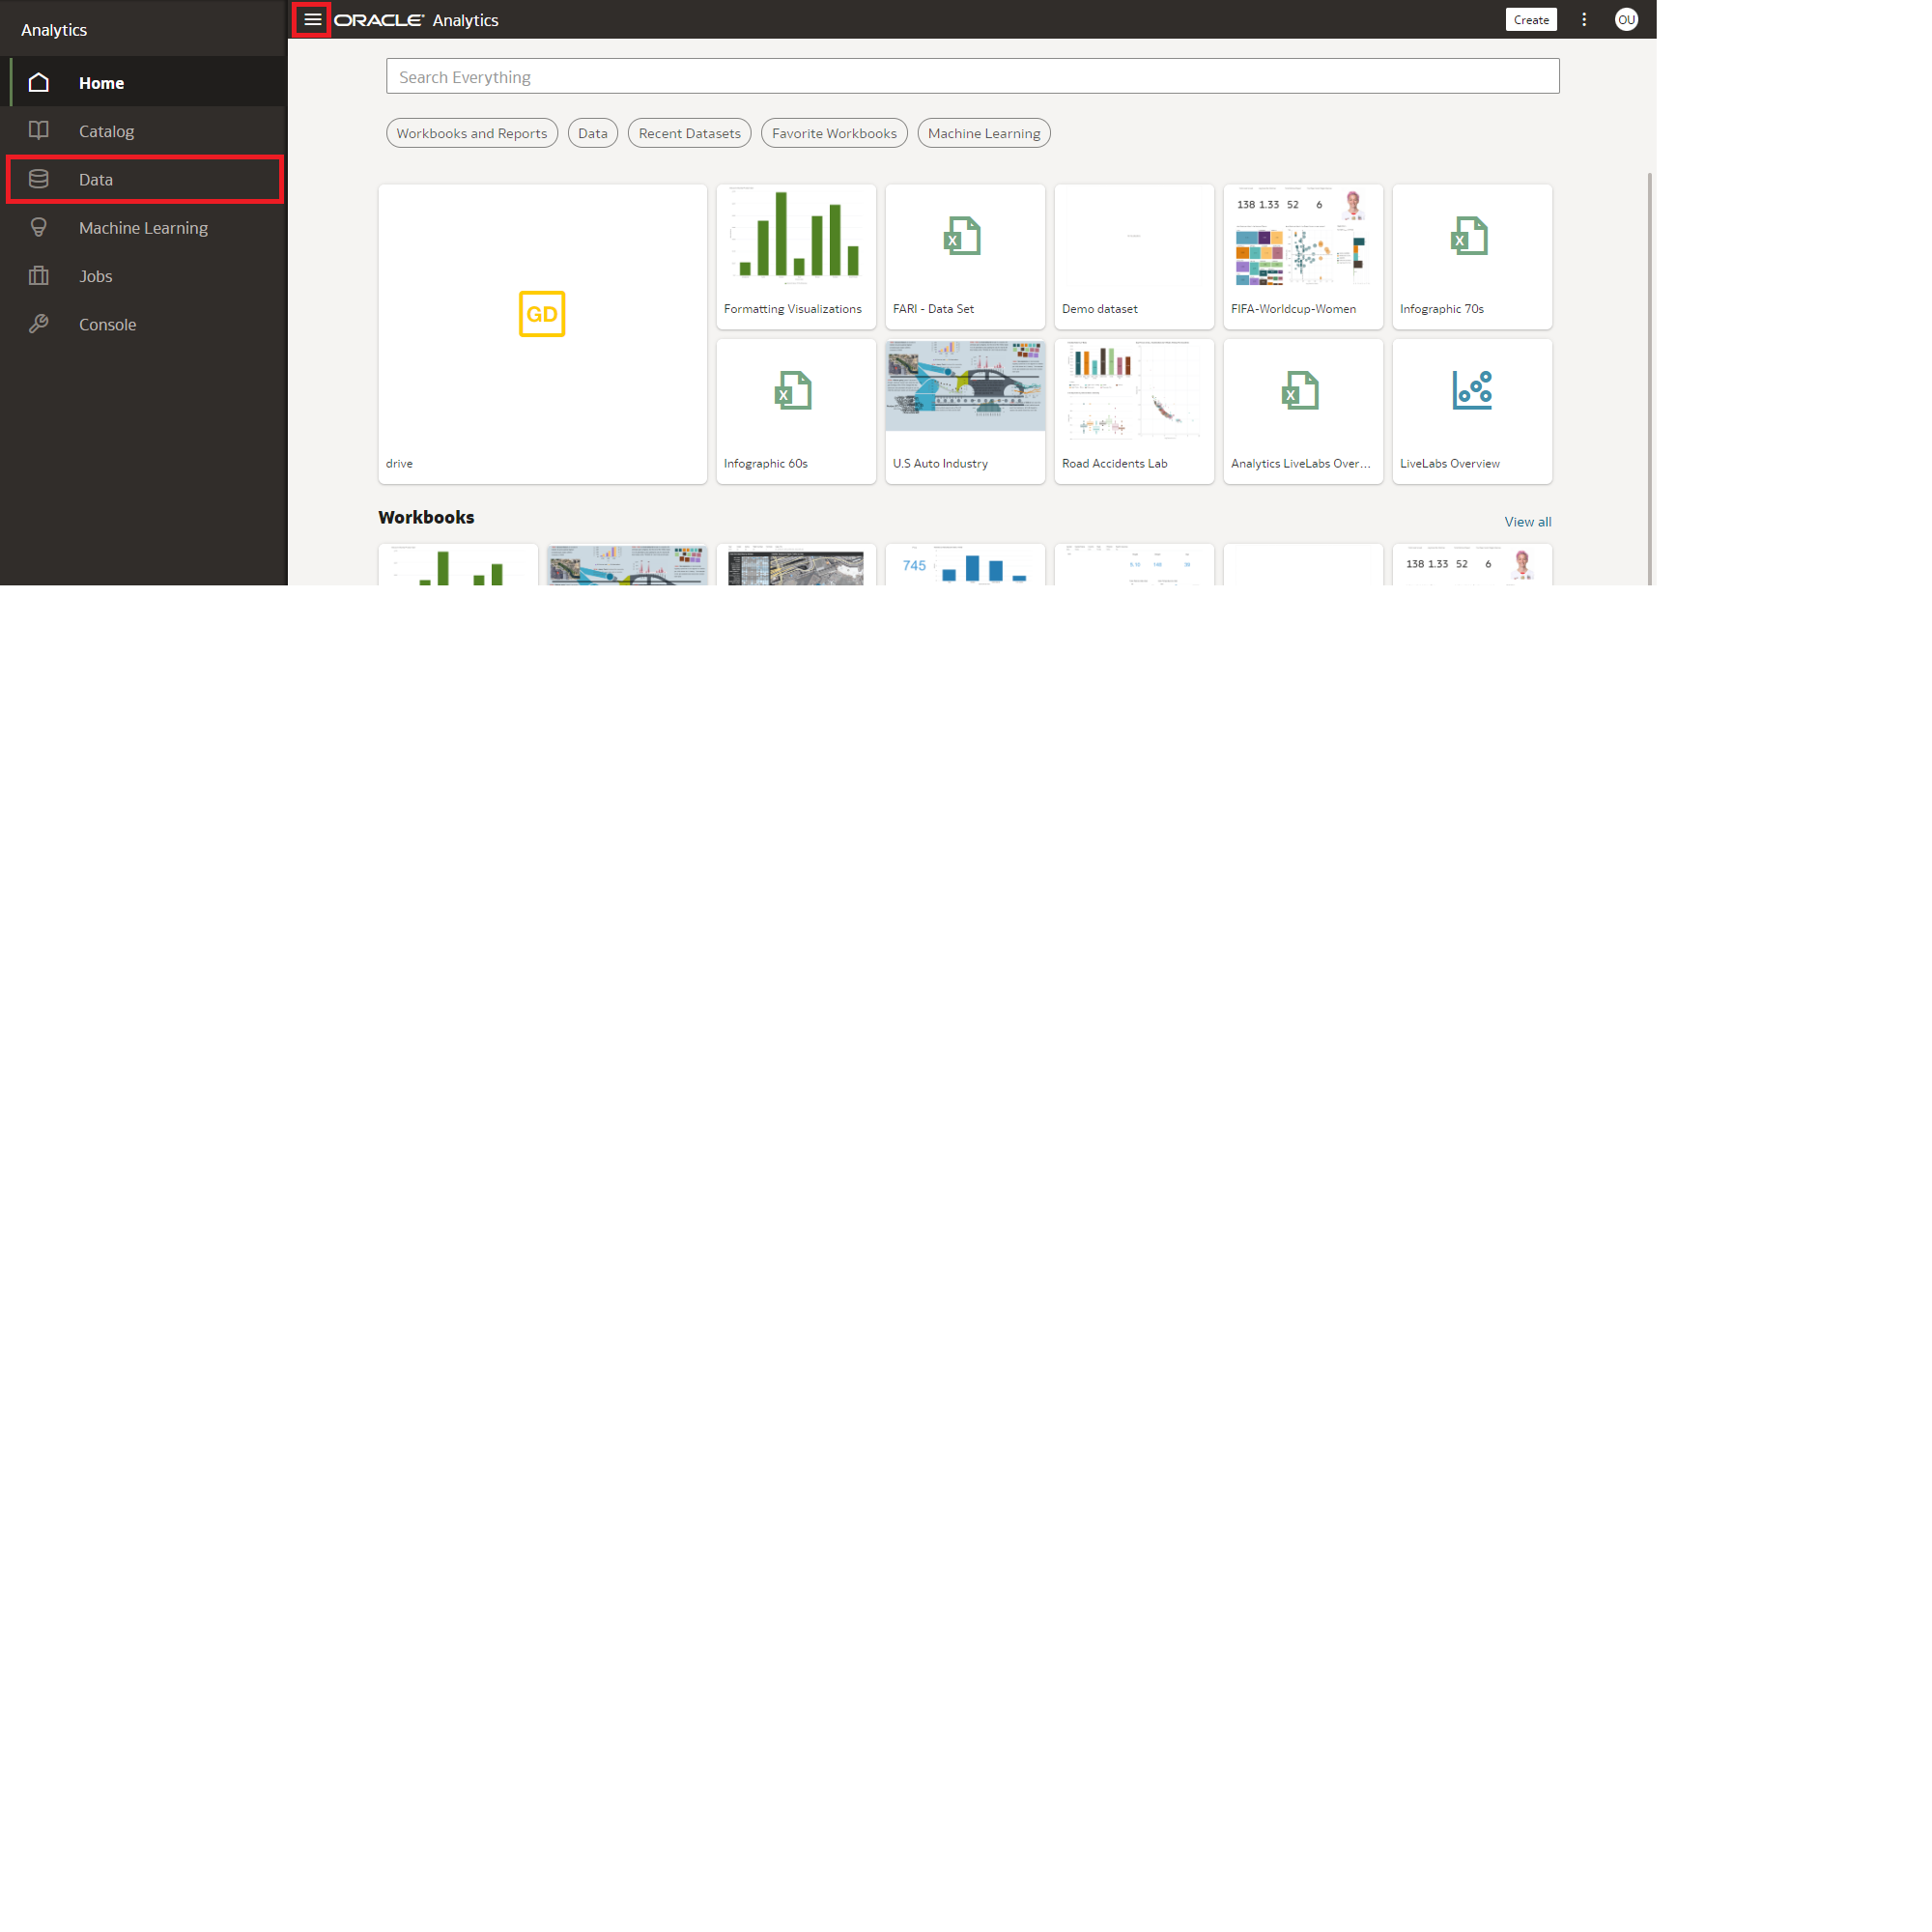 Analytics
Home
Catalog
Data
Machine Learning
Jobs
Console
ORACLE Analytics
Create
OU
Search Everything
Workbooks and Reports
Data
Recent Datasets
Favorite Workbooks
Machine Learning
GD
drive
Formatting Visualizations
X
FARI - Data Set
Demo dataset
138 1.33 52 6
FIFA-Worldcup-Women
X
Infographic 70s
X
Infographic 60s
U.S Auto Industry
Road Accidents Lab
X
Analytics LiveLabs Over...
LiveLabs Overview
Workbooks
View all
745
138 1.33 52 6